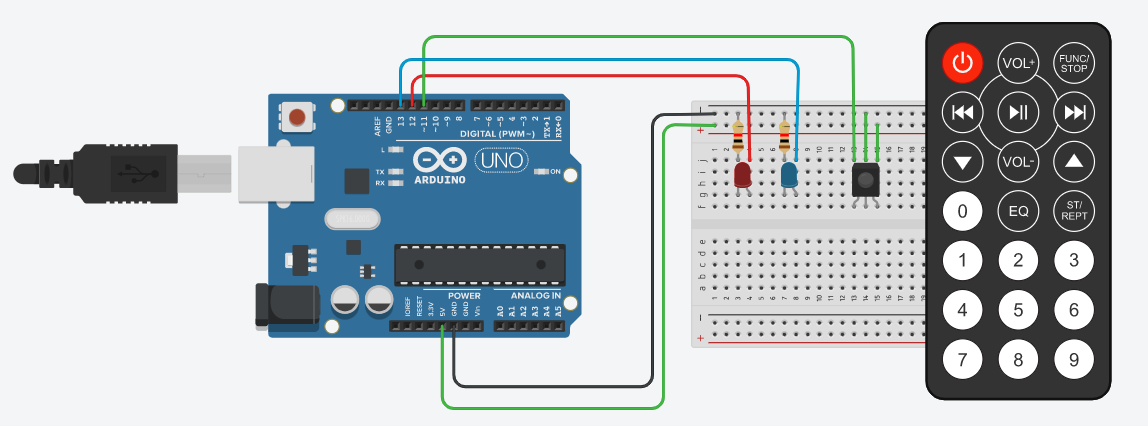 AREF
GND
13
12
~11
~10
~9
8
7
~6
~5
4
~3
2
TX→1
RX←0
DIGITAL (PWM~)
L
TX
RX
ARDUINO
UNO
ON
IOREF
RESET
3.3V
5V
GND
GND
Vin
POWER
ANALOG IN
A0
A1
A2
A3
A4
A5
j
i
h
g
f
e
d
c
b
a
VOL+
FUNC/
STOP
VOL-
0
EQ
ST/
REPT
1 2 3
4 5 6
7 8 9